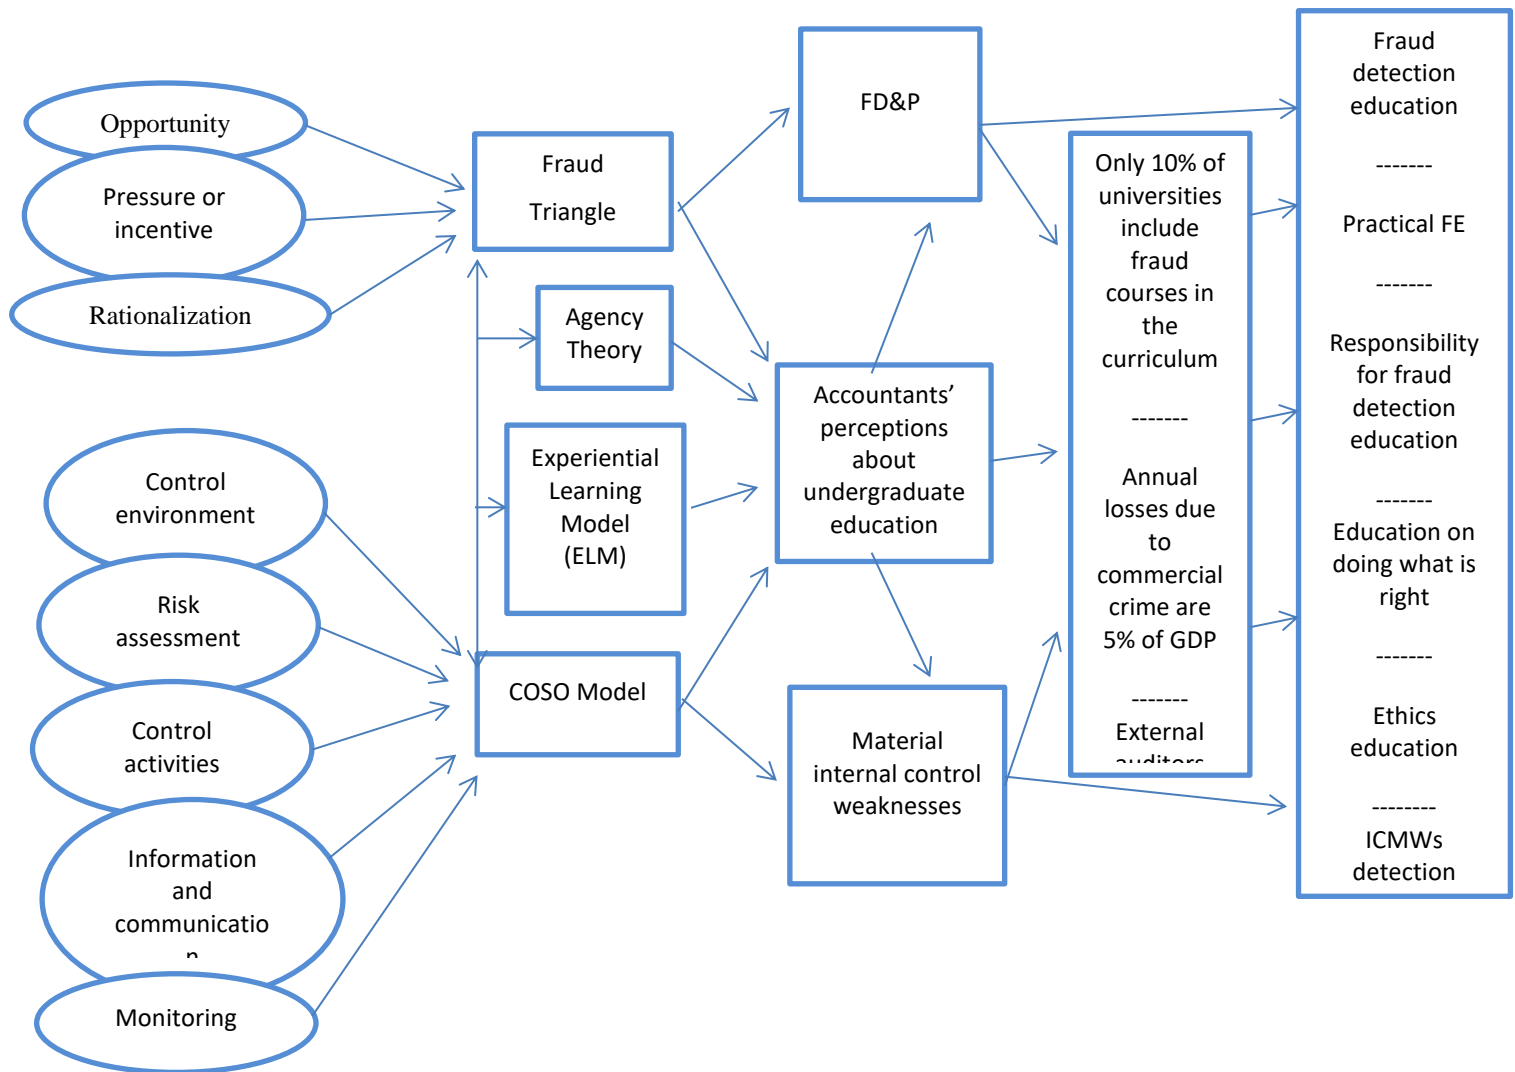 Opportunity
Pressure or
incentive
Rationalization
Control
environment
Risk
assessment
Control
activities
Information
and
communicatio
n
Monitoring
Fraud
Triangle
Agency
Theory
Experiential
Learning
Model
(ELM)
COSO Model
FD&P
Accountants’
perceptions
about
undergraduate
education
Material
internal control
weaknesses
Only 10% of
universities
include
fraud
courses in
the
curriculum
-------
Annual
losses due
to
commercial
crime are
5% of GDP
-------
External
auditors
Fraud
detection
education
-------
Practical FE
-------
Responsibility
for fraud
detection
education
-------
Education on
doing what is
right
-------
Ethics
education
--------
ICMWs
detection